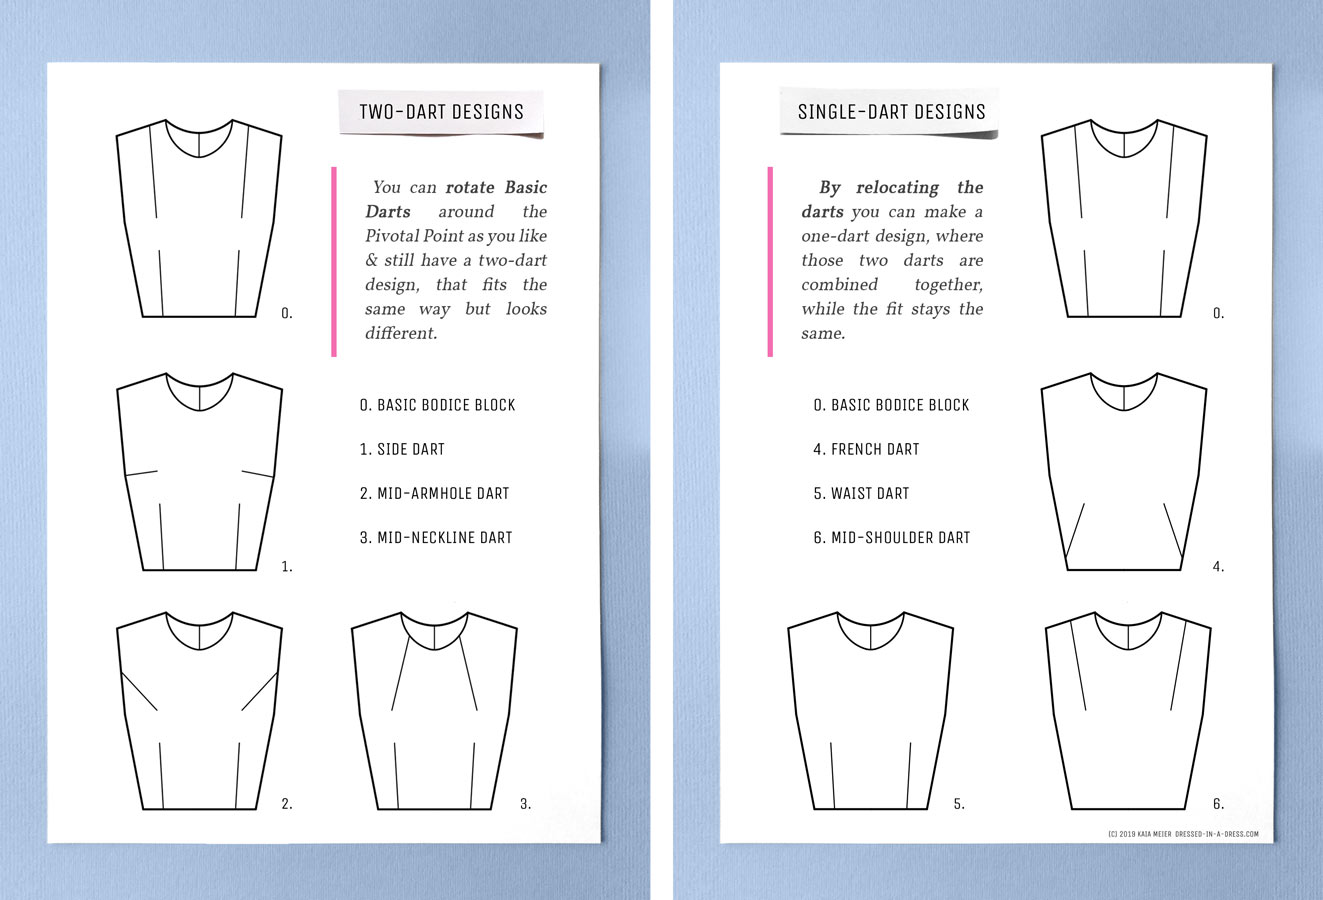 TWO-DART DESIGNS
You can rotate Basic
Darts around the
Pivotal Point as you like
& still have a two-dart
design, that fits the
same way but looks
different.
0.
0. BASIC BODICE BLOCK
1. SIDE DART
2. MID-ARMHOLE DART
3. MID-NECKLINE DART
1.
2.
3.
SINGLE-DART DESIGNS
By relocating the
darts you can make a
one-dart design, where
those two darts are
combined together,
while the fit stays the
same.
0.
0. BASIC BODICE BLOCK
4. FRENCH DART
5. WAIST DART
6. MID-SHOULDER DART
4.
5.
6.
(C) 2019 KAIA MEIER DRESSED-IN-A-DRESS.COM